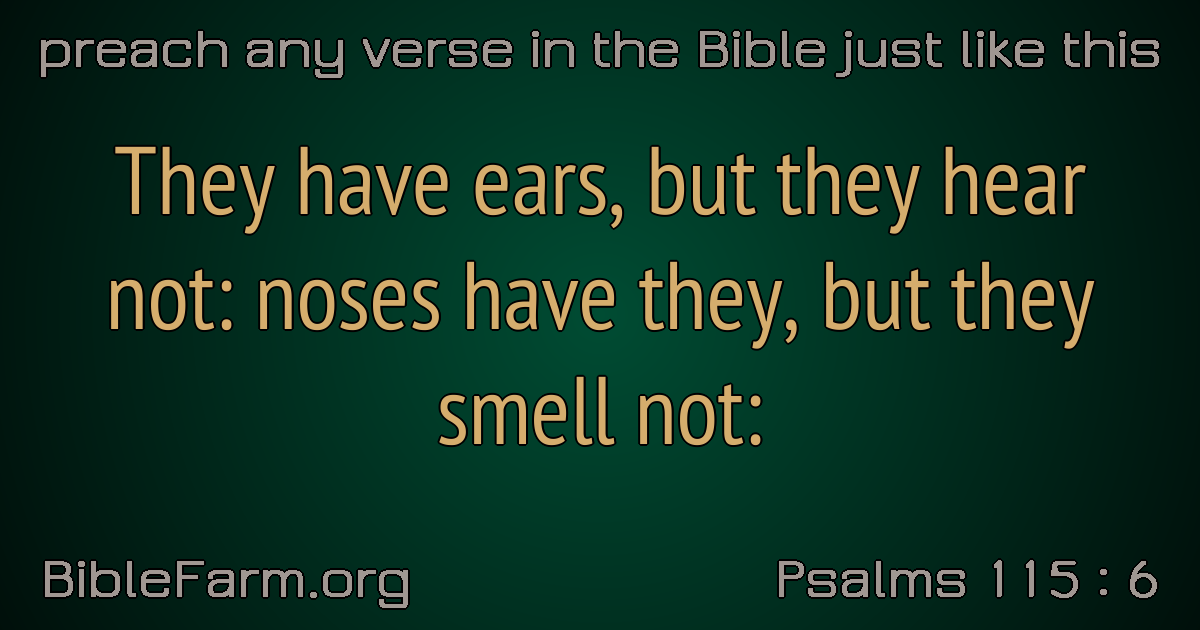 preach any verse in the Bible just like this
They have ears, but they hear
not: noses have they, but they
smell not:
BibleFarm.org
Psalms 115 : 6